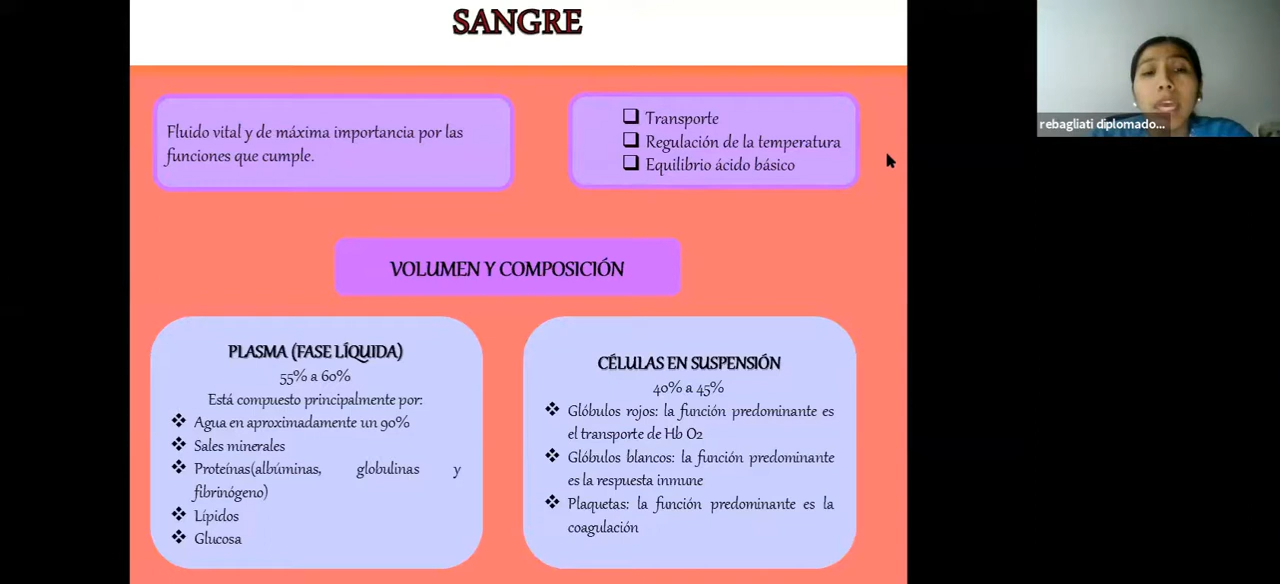 SANGRE
Fluido vital y de máxima importancia por las
funciones que cumple.
Transporte
Regulación de la temperatura
Equilibrio ácido básico
rebagliati diplomado...
VOLUMEN Y COMPOSICIÓN
PLASMA (FASE LÍQUIDA)
55% a 60%
Está compuesto principalmente por:
Agua en aproximadamente un 90%
Sales minerales
Proteínas(albúminas, globulinas y
fibrinógeno)
Lípidos
Glucosa
CÉLULAS EN SUSPENSIÓN
40% a 45%
Glóbulos rojos: la función predominante es
el transporte de Hb O2
Glóbulos blancos: la función predominante
es la respuesta inmune
Plaquetas: la función predominante es la
coagulación